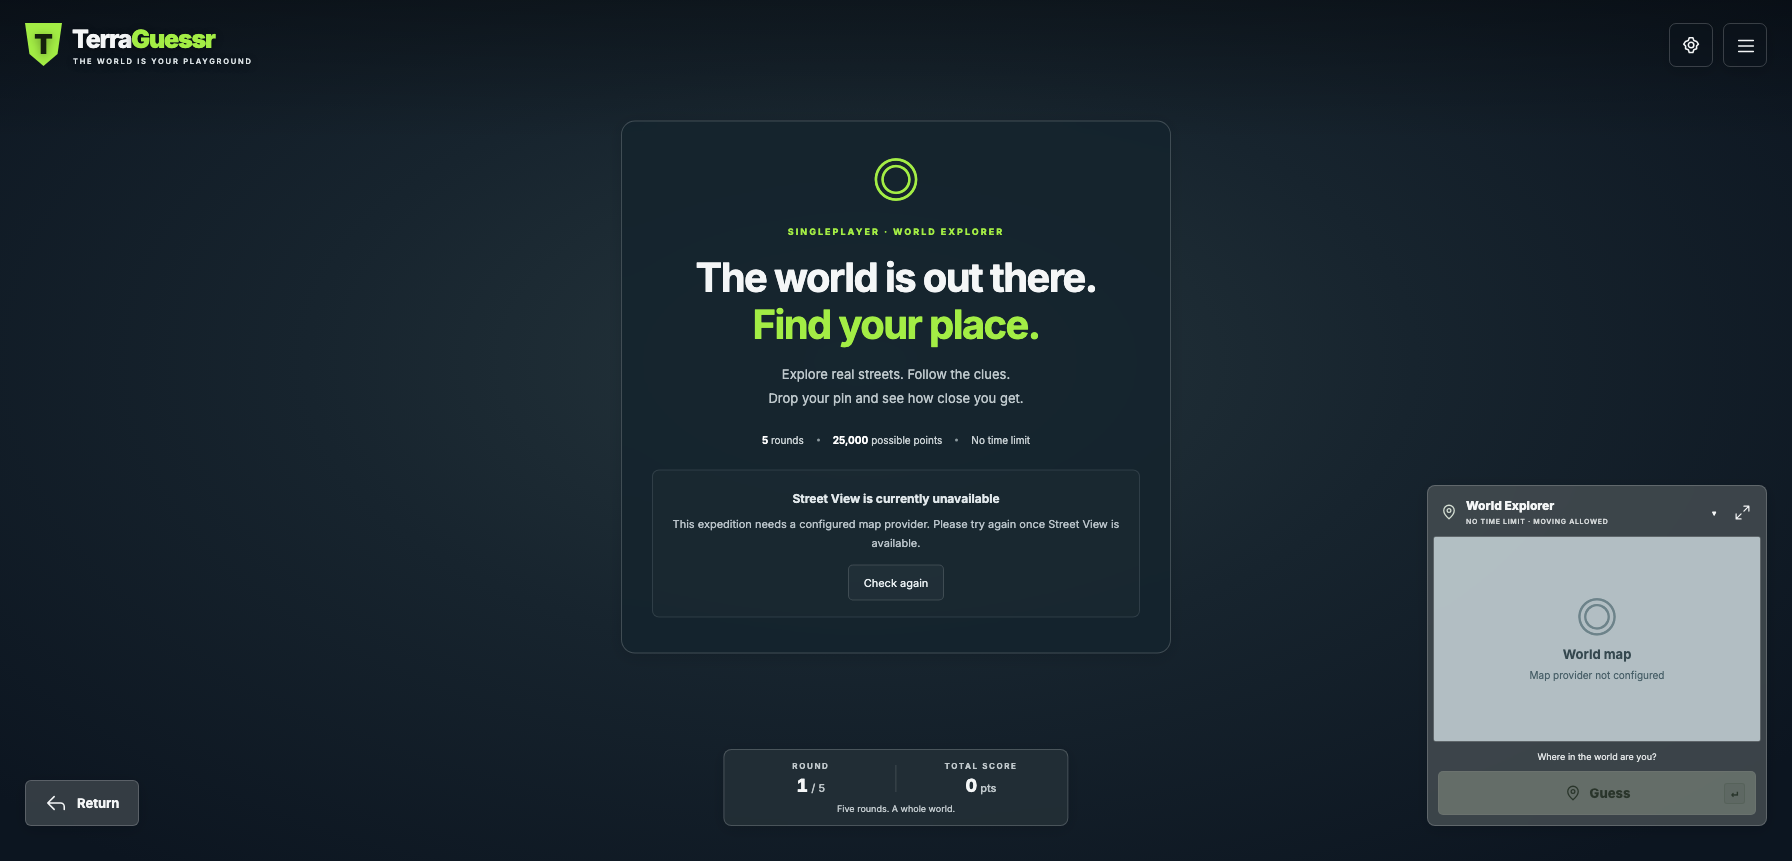 T
TerraGuessr
THE WORLD IS YOUR PLAYGROUND
SINGLEPLAYER · WORLD EXPLORER
The world is out there.
Find your place.
Explore real streets. Follow the clues.
Drop your pin and see how close you get.
5 rounds • 25,000 possible points • No time limit
Street View is currently unavailable
This expedition needs a configured map provider. Please try again once Street View is
available.
Check again
World Explorer
NO TIME LIMIT · MOVING ALLOWED
World map
Map provider not configured
Where in the world are you?
Guess
Return
ROUND
1 / 5
TOTAL SCORE
0 pts
Five rounds. A whole world.